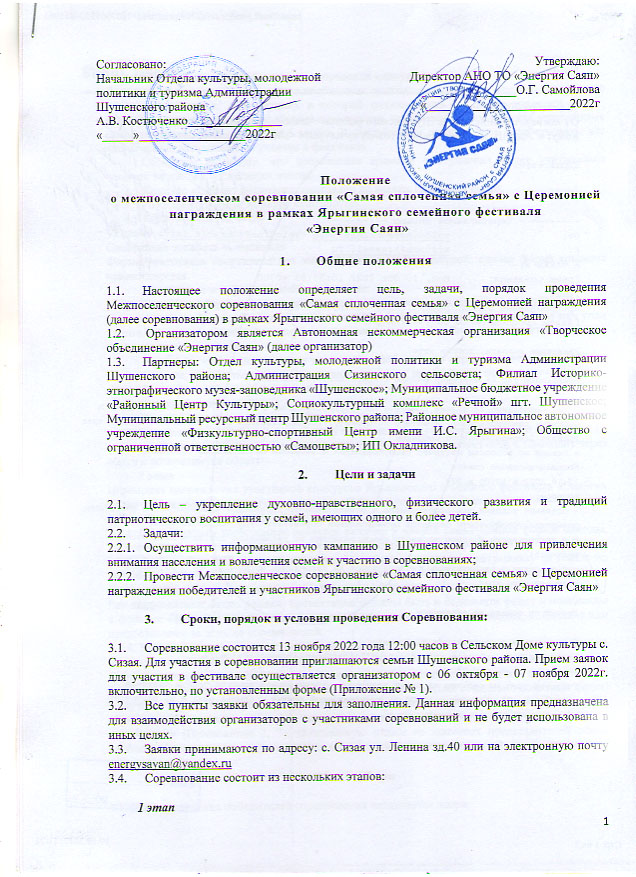 Согласовано:
Начальник Отдела культуры, молодежной
политики и туризма Администрации
Шушенского района
А.В. Костюченко
«_____»__________________2022г
Утверждаю:
Директор АНО ТО «Энергия Саян»
О.Г. Самойлова
2022г
«ЭНЕРГИЯ САЯН»
ШУШЕНСКИЙ РАЙОН, с. СИЗАЯ
Положение
о межпоселенческом соревновании «Самая сплоченная семья» с Церемонией
награждения в рамках Ярыгинского семейного фестиваля
«Энергия Саян»
1. Общие положения
1.1. Настоящее положение определяет цель, задачи, порядок проведения
Межпоселенческого соревнования «Самая сплоченная семья» с Церемонией награждения
(далее соревнования) в рамках Ярыгинского семейного фестиваля «Энергия Саян»
1.2. Организатором является Автономная некоммерческая организация «Творческое
объединение «Энергия Саян» (далее организатор)
1.3. Партнеры: Отдел культуры, молодежной политики и туризма Администрации
Шушенского района; Администрация Сизинского сельсовета; Филиал Историко-
этнографического музея-заповедника «Шушенское»; Муниципальное бюджетное учреждение
«Районный Центр Культуры»; Социокультурный комплекс «Речной» пгт. Шушенское;
Муниципальный ресурсный центр Шушенского района; Районное муниципальное автономное
учреждение «Физкультурно-спортивный Центр имени И.С. Ярыгина»; Общество с
ограниченной ответственностью «Самоцветы»; ИП Окладникова.
2. Цели и задачи
2.1. Цель – укрепление духовно-нравственного, физического развития и традиций
патриотического воспитания у семей, имеющих одного и более детей.
2.2. Задачи:
2.2.1. Осуществить информационную кампанию в Шушенском районе для привлечения
внимания населения и вовлечения семей к участию в соревнованиях;
2.2.2. Провести Межпоселенческое соревнование «Самая сплоченная семья» с Церемонией
награждения победителей и участников Ярыгинского семейного фестиваля «Энергия Саян»
3. Сроки, порядок и условия проведения Соревнования:
3.1. Соревнование состоится 13 ноября 2022 года 12:00 часов в Сельском Доме культуры с.
Сизая. Для участия в соревновании приглашаются семьи Шушенского района. Прием заявок
для участия в фестивале осуществляется организатором с 06 октября - 07 ноября 2022г.
включительно, по установленным форме (Приложение № 1).
3.2. Все пункты заявки обязательны для заполнения. Данная информация предназначена
для взаимодействия организаторов с участниками соревнований и не будет использована в
иных целях.
3.3. Заявки принимаются по адресу: с. Сизая ул. Ленина зд.40 или на электронную почту
energysayan@yandex.ru
3.4. Соревнование состоит из нескольких этапов:
1 этап
1